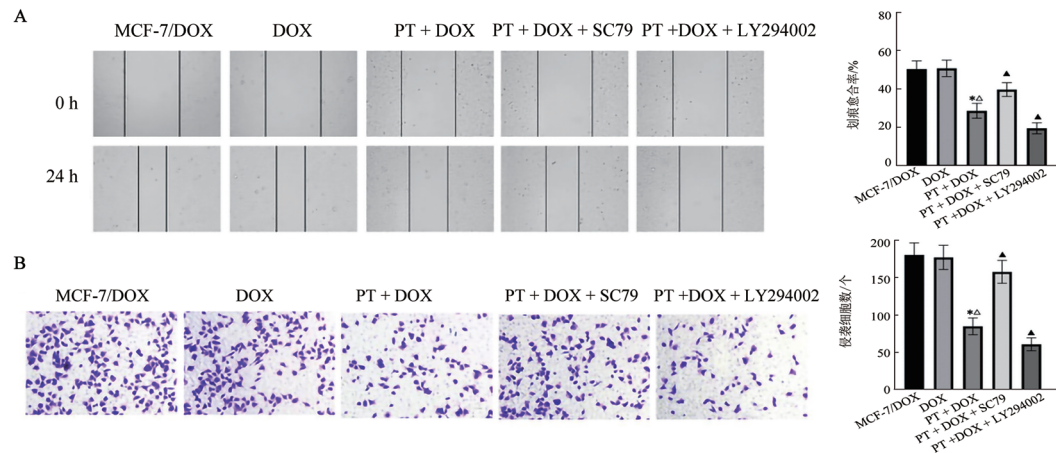 A
MCF-7/DOX
DOX
PT + DOX
PT + DOX + SC79
PT +DOX + LY294002
0 h
24 h
划痕愈合率/%
80
60
40
20
0
*△
▲
▲
MCF-7/DOX
DOX
PT + DOX
PT + DOX + SC79
PT +DOX + LY294002
B
MCF-7/DOX
DOX
PT + DOX
PT + DOX + SC79
PT +DOX + LY294002
侵袭细胞数/个
200
150
100
50
0
*△
▲
▲
MCF-7/DOX
DOX
PT + DOX
PT + DOX + SC79
PT +DOX + LY294002